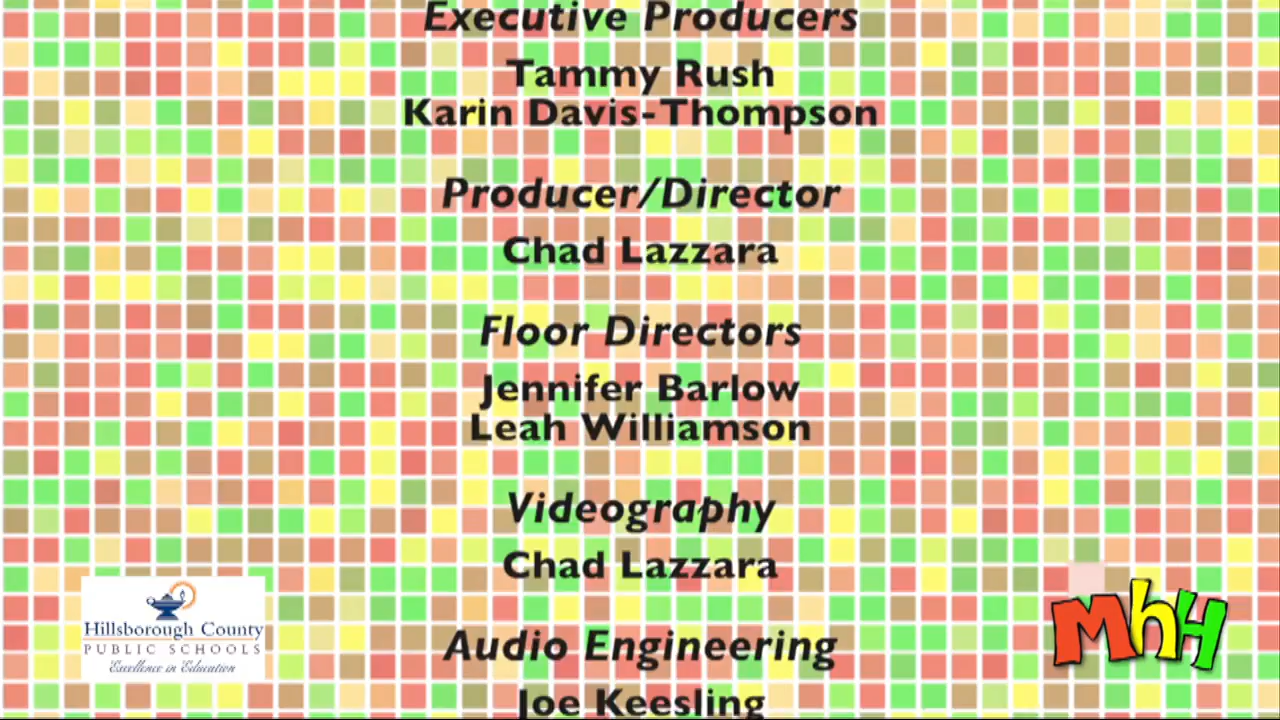 Executive Producers
Tammy Rush
Karin Davis-Thompson
Producer/Director
Chad Lazzara
Floor Directors
Jennifer Barlow
Leah Williamson
Videography
Chad Lazzara
Audio Engineering
Joe Keesling
Hillsborough County
PUBLIC SCHOOLS
Excellence in Education
MhH